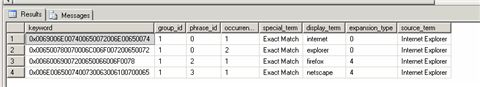 Results Messages
keyword group_id phrase_id occurren... special_term display_term expansion_type source_term
1 0x0069006E007400650072006E00650074 1 0 1 Exact Match internet 0 Internet Explorer
2 0x006500780070006C006F007200650072 1 0 2 Exact Match explorer 0 Internet Explorer
3 0x00660069007200650066006F0078 1 2 1 Exact Match firefox 4 Internet Explorer
4 0x006E0065007400730063006100700065 1 3 1 Exact Match netscape 4 Internet Explorer